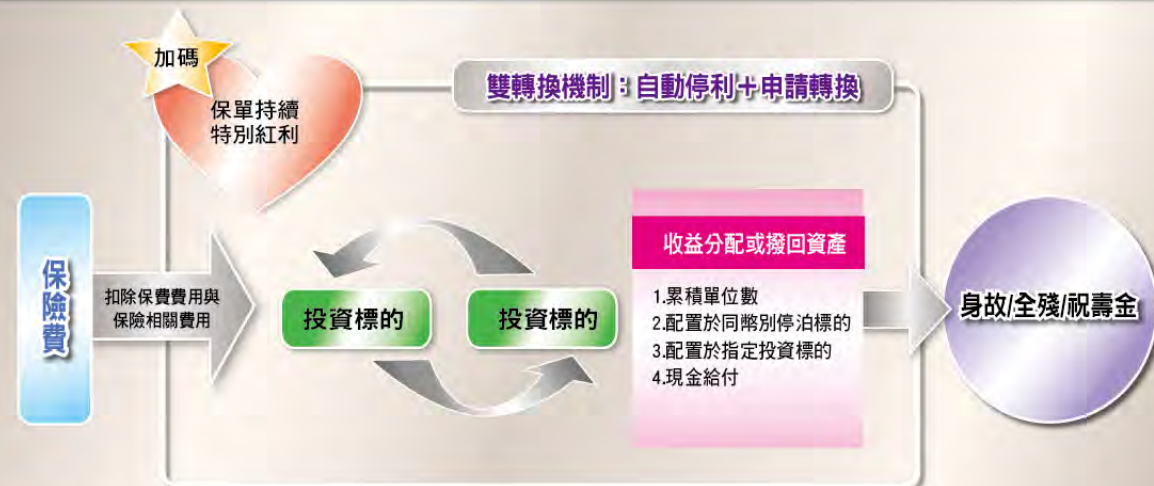 加碼
保單持續
特別紅利
雙轉換機制：自動停利＋申請轉換
保險費
扣除保費費用與
保險相關費用
投資標的
投資標的
收益分配或撥回資產
1.累積單位數
2.配置於同幣別停泊標的
3.配置於指定投資標的
4.現金給付
身故/全殘/祝壽金